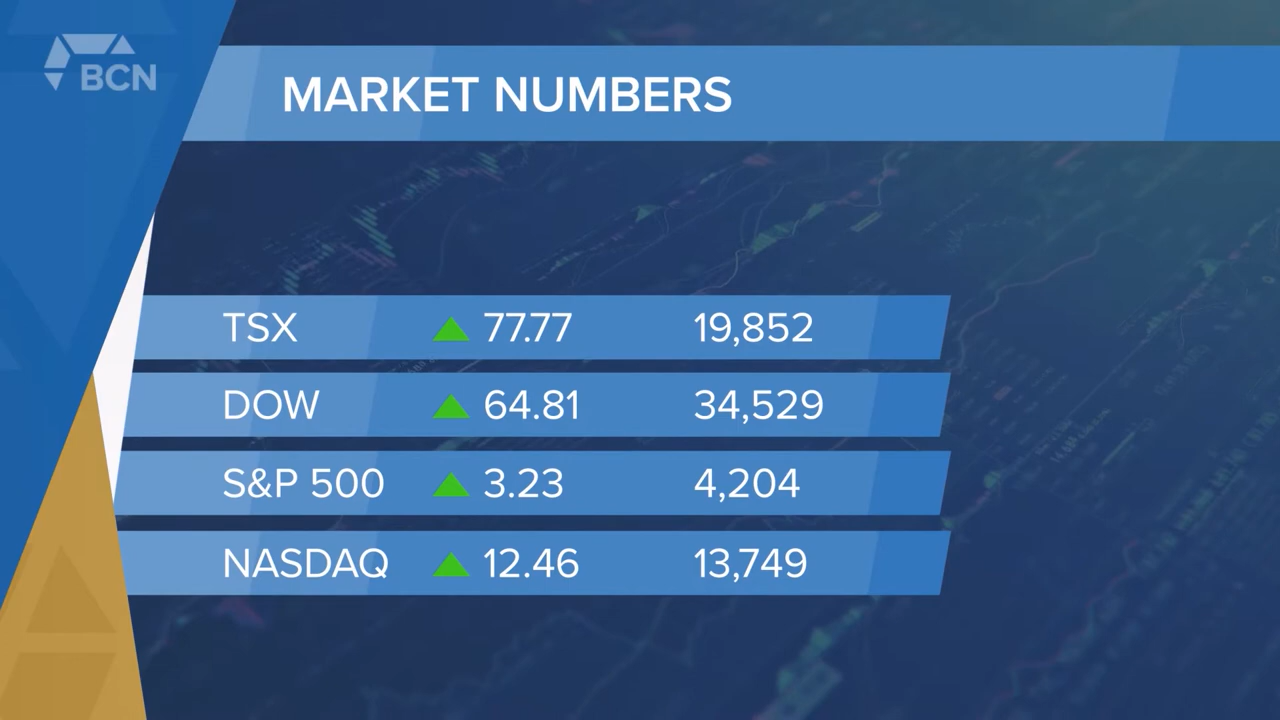 BCN
MARKET NUMBERS
TSX 77.77 19,852
DOW 64.81 34,529
S&P 500 3.23 4,204
NASDAQ 12.46 13,749